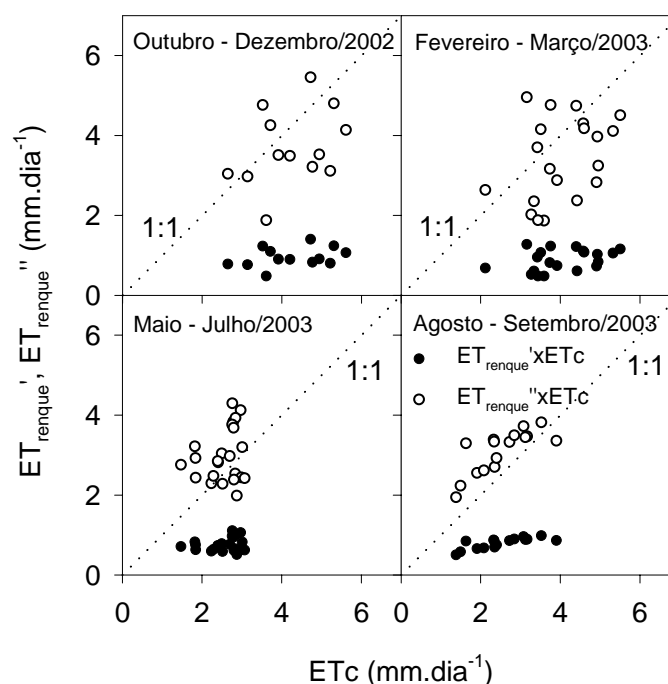 Outubro - Dezembro/2002
Fevereiro - Março/2003
6
4
2
0
1:1
1:1
Maio - Julho/2003
Agosto - Setembro/2003
ET_renque'xETc
ET_renque''xETc
1:1
1:1
6
4
2
0
0 2 4 6 0 2 4 6
ET_renque', ET_renque'' (mm.dia⁻¹)
ETc (mm.dia⁻¹)